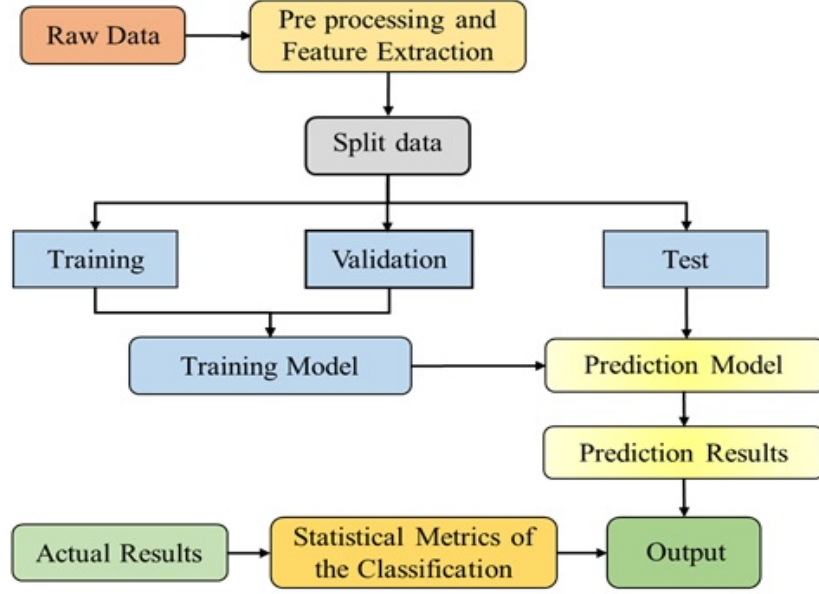 Raw Data
Pre processing and
Feature Extraction
Split data
Training
Validation
Test
Training Model
Prediction Model
Prediction Results
Actual Results
Statistical Metrics of
the Classification
Output